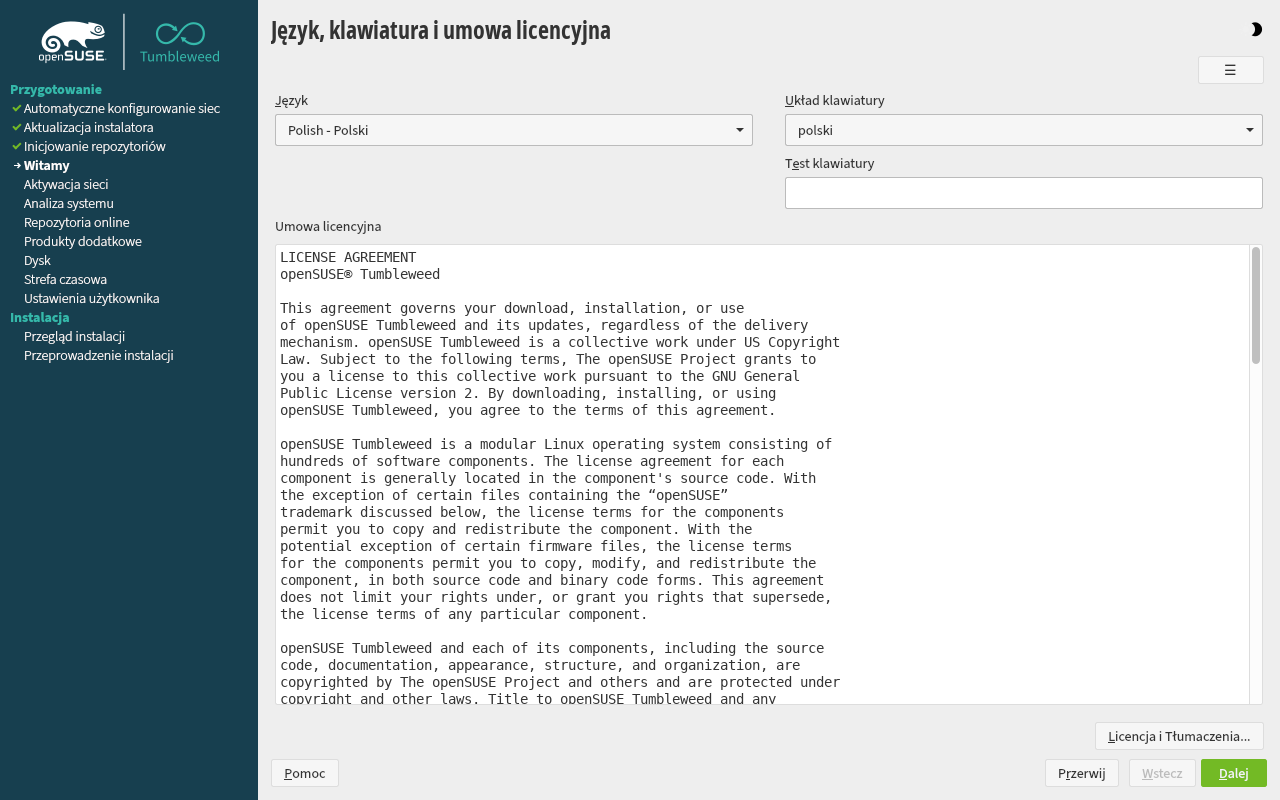 openSUSE
Tumbleweed
Przygotowanie
Automatyczne konfigurowanie siec
Aktualizacja instalatora
Inicjowanie repozytoriów
Witamy
Aktywacja sieci
Analiza systemu
Repozytoria online
Produkty dodatkowe
Dysk
Strefa czasowa
Ustawienia użytkownika
Instalacja
Przegląd instalacji
Przeprowadzenie instalacji
Język, klawiatura i umowa licencyjna
Język
Polish - Polski
Układ klawiatury
polski
Test klawiatury
Umowa licencyjna
LICENSE AGREEMENT
openSUSE® Tumbleweed
This agreement governs your download, installation, or use
of openSUSE Tumbleweed and its updates, regardless of the delivery
mechanism. openSUSE Tumbleweed is a collective work under US Copyright
Law. Subject to the following terms, The openSUSE Project grants to
you a license to this collective work pursuant to the GNU General
Public License version 2. By downloading, installing, or using
openSUSE Tumbleweed, you agree to the terms of this agreement.
openSUSE Tumbleweed is a modular Linux operating system consisting of
hundreds of software components. The license agreement for each
component is generally located in the component's source code. With
the exception of certain files containing the “openSUSE”
trademark discussed below, the license terms for the components
permit you to copy and redistribute the component. With the
potential exception of certain firmware files, the license terms
for the components permit you to copy, modify, and redistribute the
component, in both source code and binary code forms. This agreement
does not limit your rights under, or grant you rights that supersede,
the license terms of any particular component.
openSUSE Tumbleweed and each of its components, including the source
code, documentation, appearance, structure, and organization, are
copyrighted by The openSUSE Project and others and are protected under
copyright and other laws. Title to openSUSE Tumbleweed and any
Licencja i Tłumaczenia...
Pomoc
Przerwij
Wstecz
Dalej